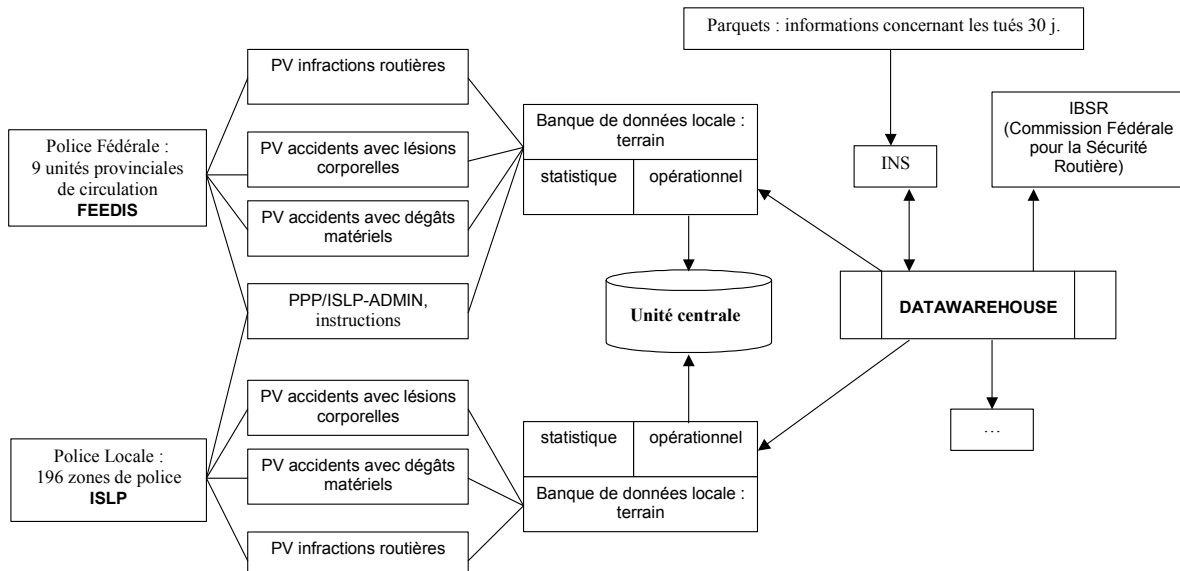 Parquets : informations concernant les tués 30 j.
PV infractions routières
Police Fédérale :
9 unités provinciales
de circulation
FEEDIS
PV accidents avec lésions
corporelles
PV accidents avec dégâts
matériels
PPP/ISLP-ADMIN,
instructions
Banque de données locale :
terrain
statistique
opérationnel
INS
IBSR
(Commission Fédérale
pour la Sécurité
Routière)
Unité centrale
DATAWAREHOUSE
…
PV accidents avec lésions
corporelles
Police Locale :
196 zones de police
ISLP
PV accidents avec dégâts
matériels
PV infractions routières
statistique
opérationnel
Banque de données locale :
terrain